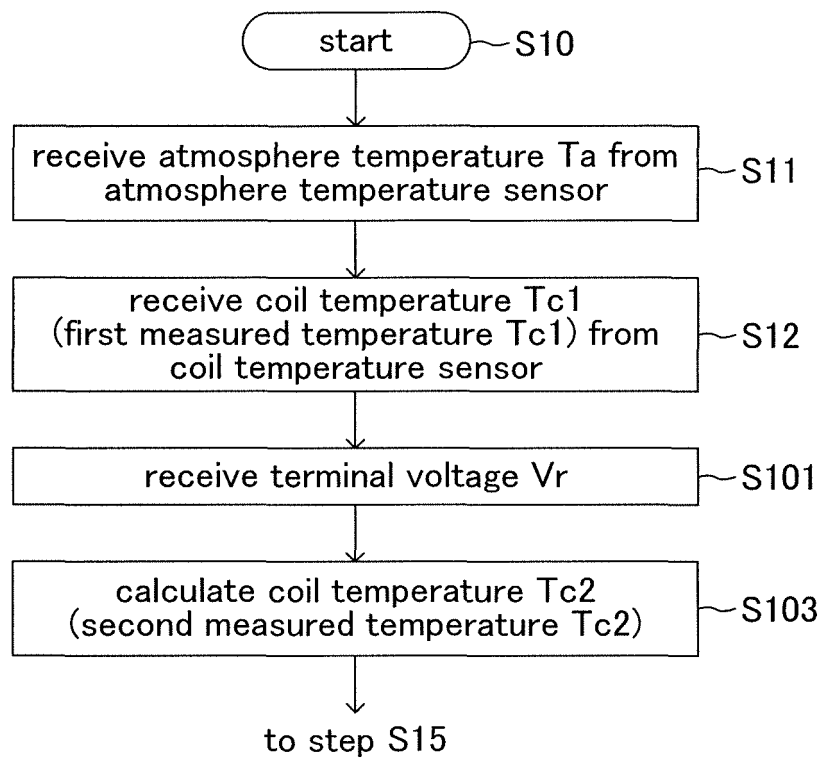 start S10
receive atmosphere temperature Ta from
atmosphere temperature sensor
S11
receive coil temperature Tc1
(first measured temperature Tc1) from
coil temperature sensor
S12
receive terminal voltage Vr S101
calculate coil temperature Tc2
(second measured temperature Tc2)
S103
to step S15